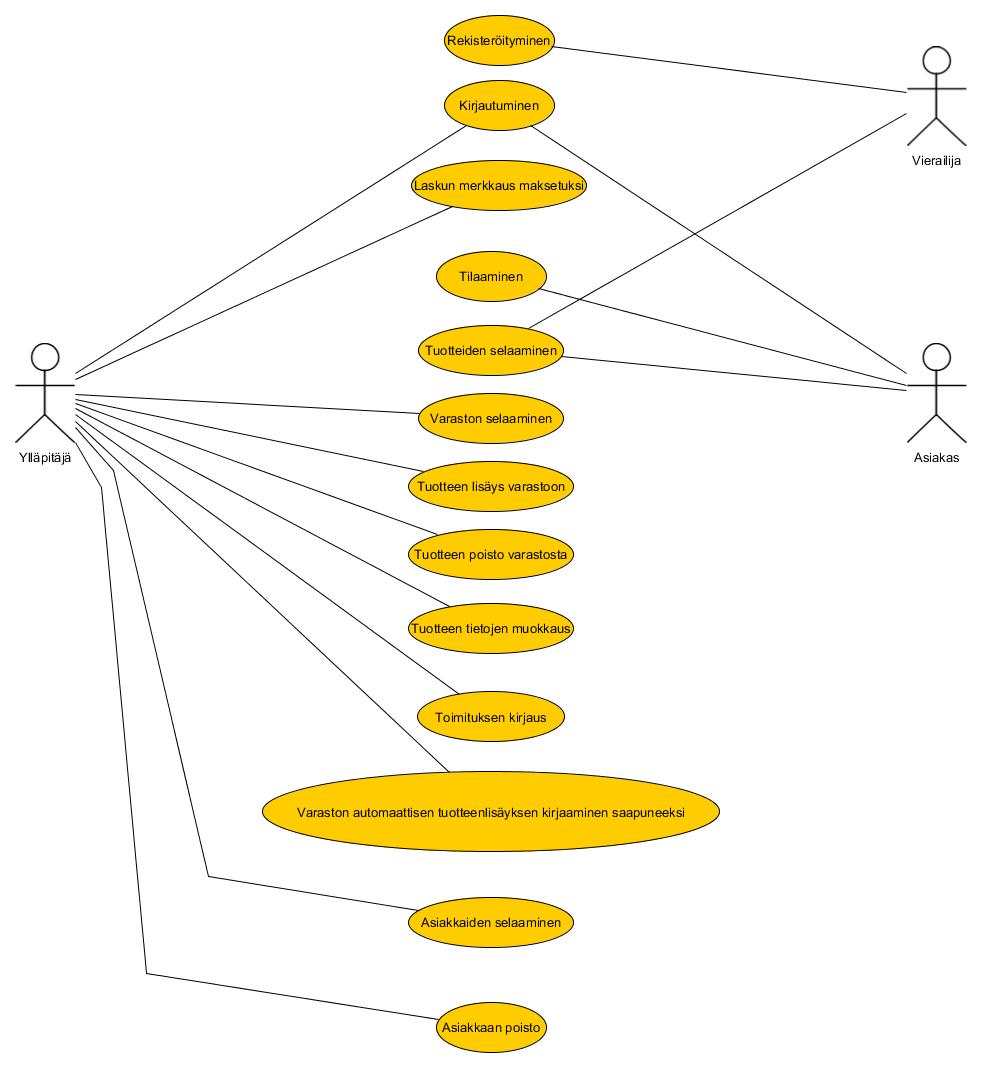 Rekisteröityminen
Kirjautuminen
Vierailija
Laskun merkkaus maksetuksi
Tilaaminen
Tuotteiden selaaminen
Varaston selaaminen
Ylläpitäjä
Asiakas
Tuotteen lisäys varastoon
Tuotteen poisto varastosta
Tuotteen tietojen muokkaus
Toimituksen kirjaus
Varaston automaattisen tuotteenlisäyksen kirjaaminen saapuneeksi
Asiakkaiden selaaminen
Asiakkaan poisto